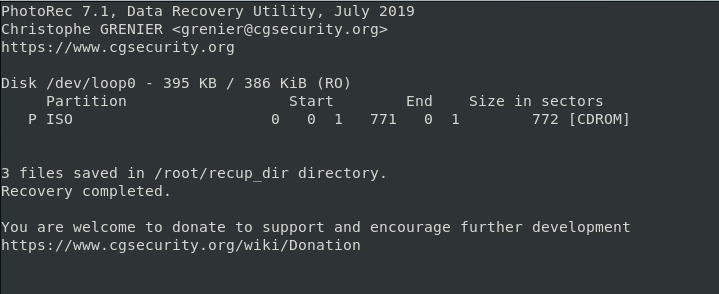 PhotoRec 7.1, Data Recovery Utility, July 2019
Christophe GRENIER <grenier@cgsecurity.org>
https://www.cgsecurity.org
Disk /dev/loop0 - 395 KB / 386 KiB (RO)
Partition Start End Size in sectors
P ISO 0 0 1 771 0 1 772 [CDROM]
3 files saved in /root/recup_dir directory.
Recovery completed.
You are welcome to donate to support and encourage further development
https://www.cgsecurity.org/wiki/Donation